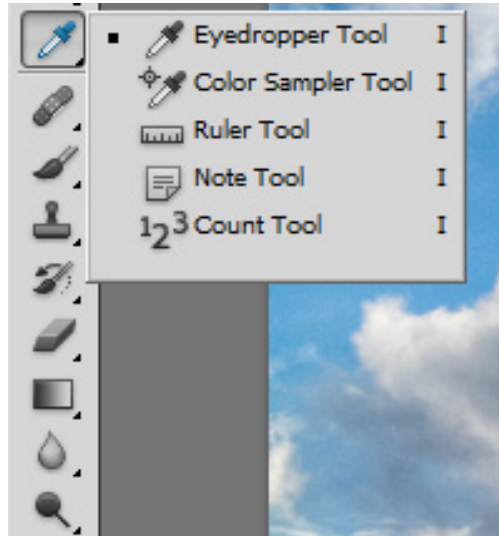 Eyedropper Tool I
Color Sampler Tool I
Ruler Tool I
Note Tool I
123 Count Tool I